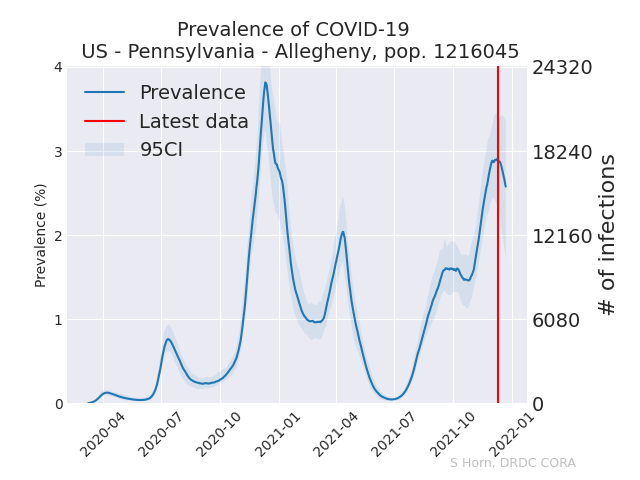 Prevalence of COVID-19
US - Pennsylvania - Allegheny, pop. 1216045
Prevalence
Latest data
95CI
Prevalence (%)
4
3
2
1
0
24320
18240
12160
6080
0
# of infections
2020-04
2020-07
2020-10
2021-01
2021-04
2021-07
2021-10
2022-01
S Horn, DRDC CORA